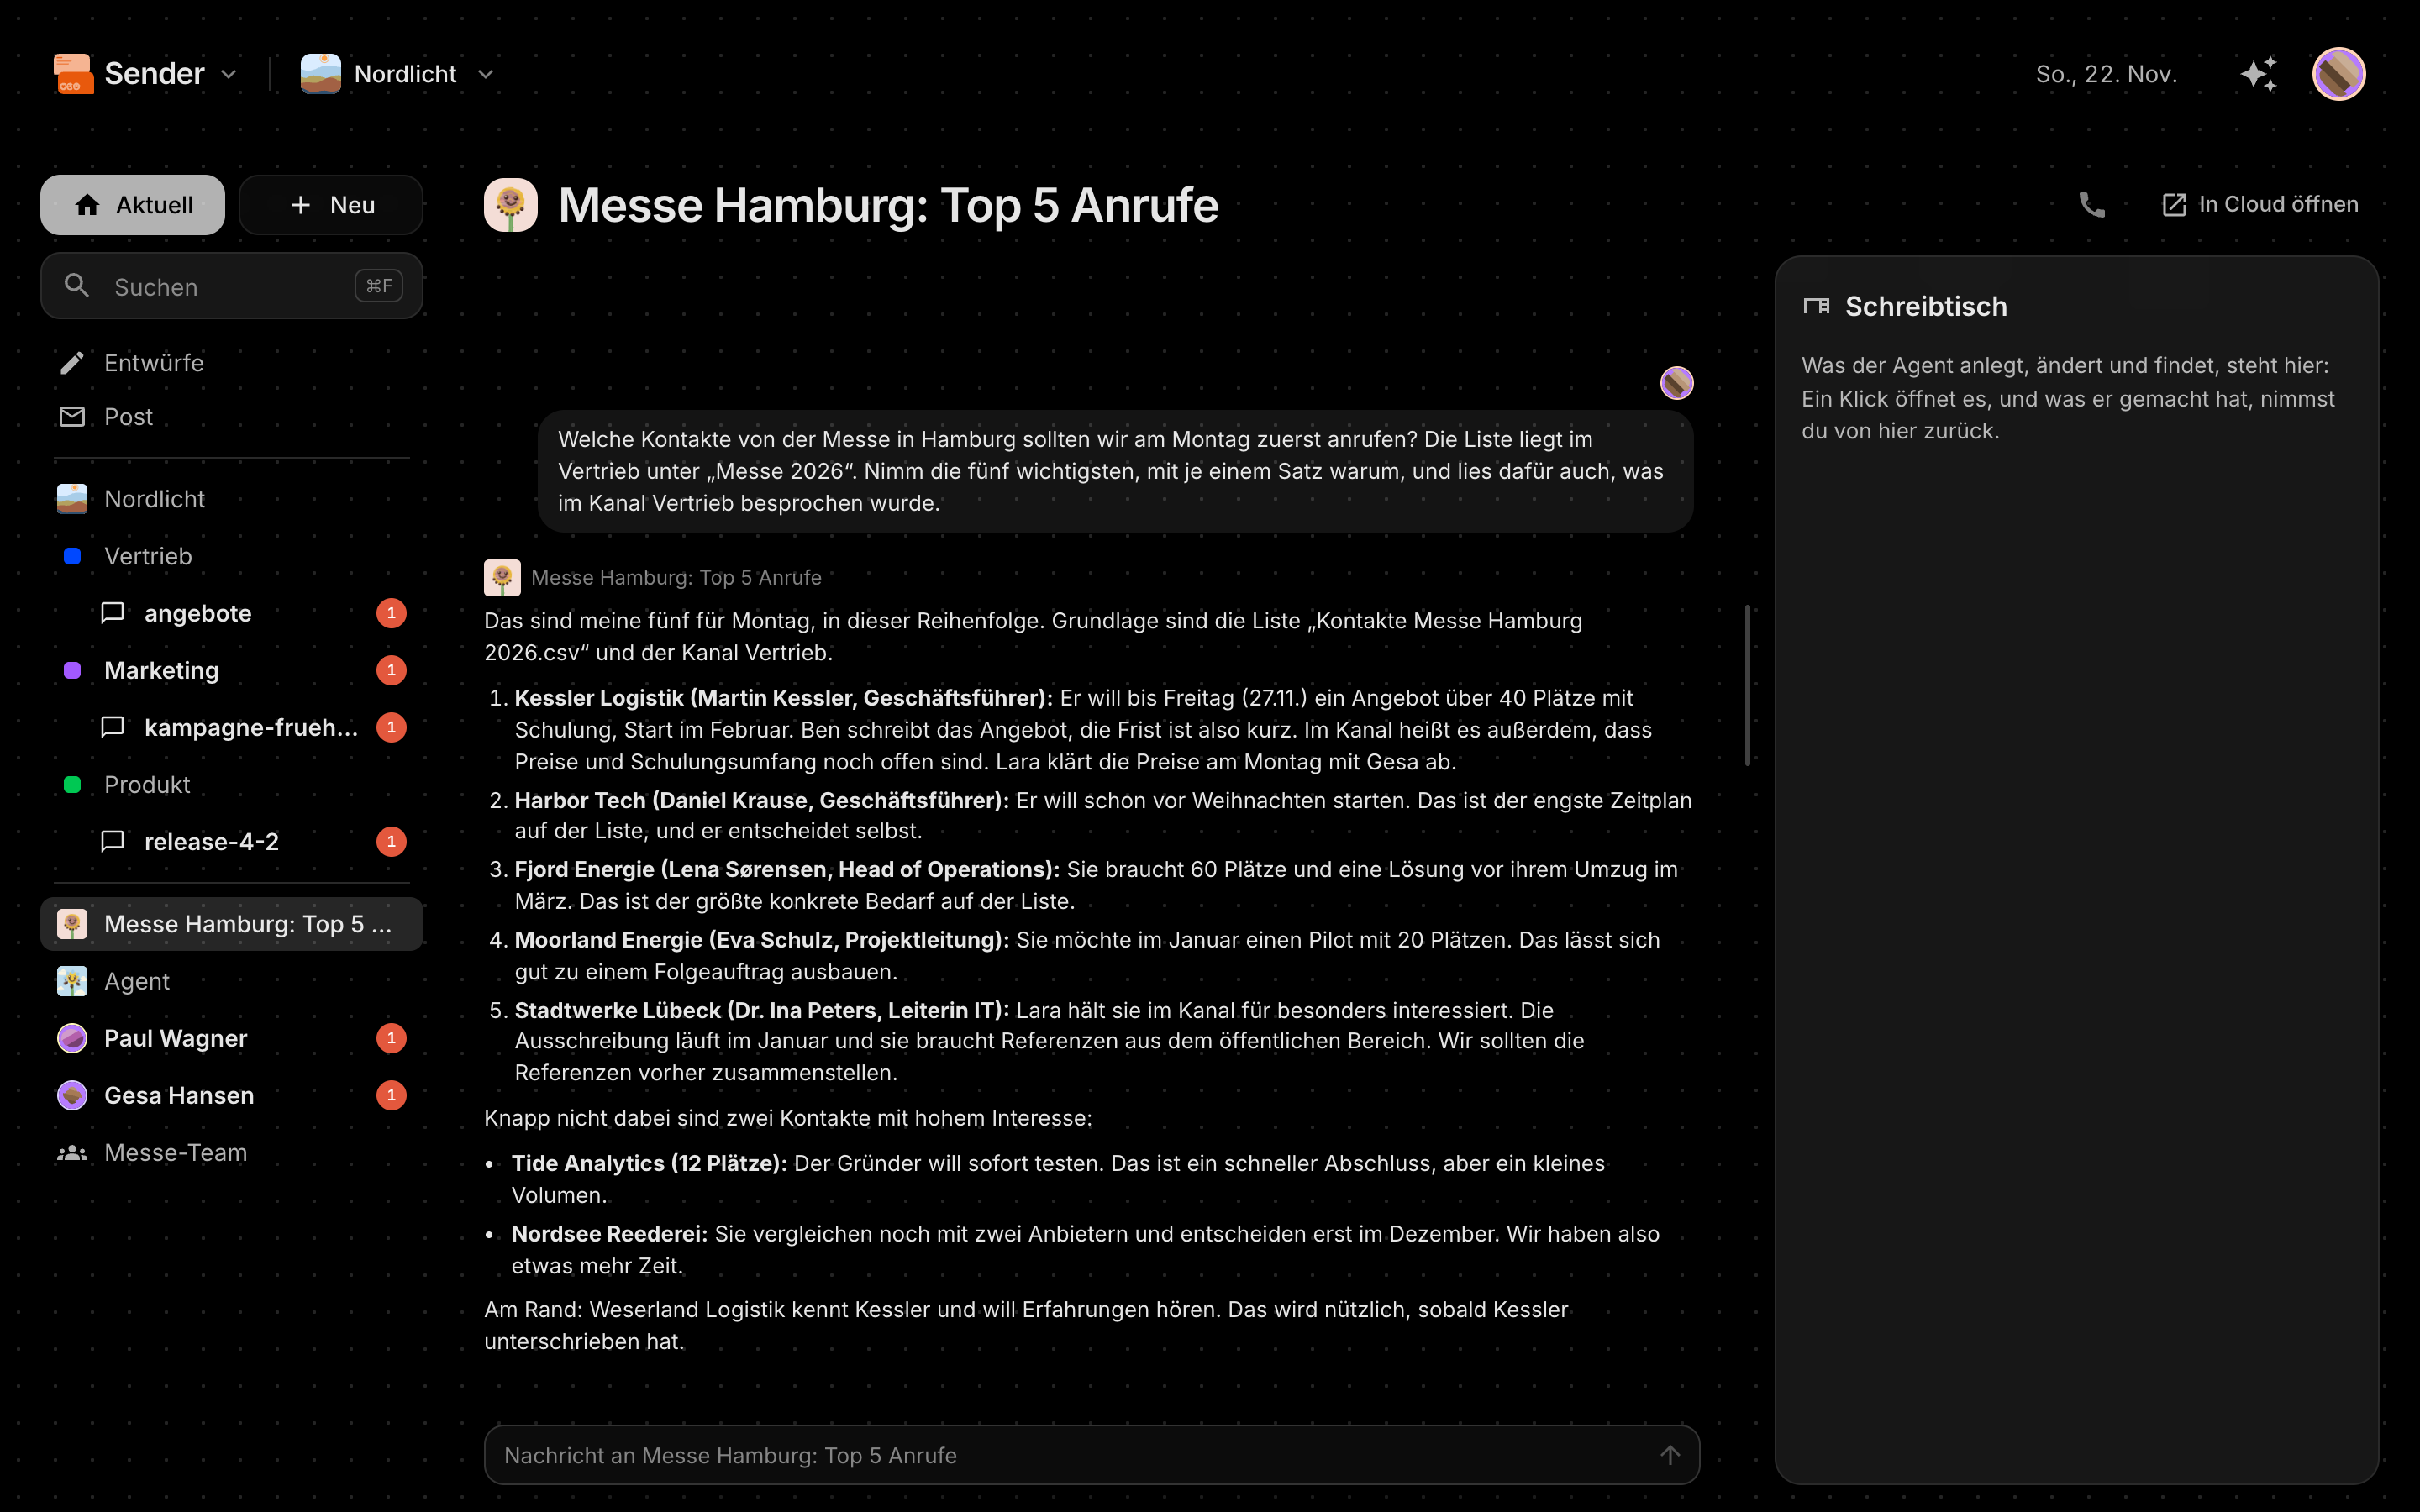 Sender
Nordlicht
So., 22. Nov.
Aktuell
Neu
Suchen
⌘F
Entwürfe
Post
Nordlicht
Vertrieb
angebote
1
Marketing
1
kampagne-frueh...
1
Produkt
release-4-2
1
Messe Hamburg: Top 5 ...
Agent
Paul Wagner
1
Gesa Hansen
1
Messe-Team
Messe Hamburg: Top 5 Anrufe
In Cloud öffnen
Welche Kontakte von der Messe in Hamburg sollten wir am Montag zuerst anrufen? Die Liste liegt im
Vertrieb unter „Messe 2026“. Nimm die fünf wichtigsten, mit je einem Satz warum, und lies dafür auch, was
im Kanal Vertrieb besprochen wurde.
Messe Hamburg: Top 5 Anrufe
Das sind meine fünf für Montag, in dieser Reihenfolge. Grundlage sind die Liste „Kontakte Messe Hamburg
2026.csv“ und der Kanal Vertrieb.
1. Kessler Logistik (Martin Kessler, Geschäftsführer): Er will bis Freitag (27.11.) ein Angebot über 40 Plätze mit
Schulung, Start im Februar. Ben schreibt das Angebot, die Frist ist also kurz. Im Kanal heißt es außerdem, dass
Preise und Schulungsumfang noch offen sind. Lara klärt die Preise am Montag mit Gesa ab.
2. Harbor Tech (Daniel Krause, Geschäftsführer): Er will schon vor Weihnachten starten. Das ist der engste Zeitplan
auf der Liste, und er entscheidet selbst.
3. Fjord Energie (Lena Sørensen, Head of Operations): Sie braucht 60 Plätze und eine Lösung vor ihrem Umzug im
März. Das ist der größte konkrete Bedarf auf der Liste.
4. Moorland Energie (Eva Schulz, Projektleitung): Sie möchte im Januar einen Pilot mit 20 Plätzen. Das lässt sich
gut zu einem Folgeauftrag ausbauen.
5. Stadtwerke Lübeck (Dr. Ina Peters, Leiterin IT): Lara hält sie im Kanal für besonders interessiert. Die
Ausschreibung läuft im Januar und sie braucht Referenzen aus dem öffentlichen Bereich. Wir sollten die
Referenzen vorher zusammenstellen.
Knapp nicht dabei sind zwei Kontakte mit hohem Interesse:
• Tide Analytics (12 Plätze): Der Gründer will sofort testen. Das ist ein schneller Abschluss, aber ein kleines
Volumen.
• Nordsee Reederei: Sie vergleichen noch mit zwei Anbietern und entscheiden erst im Dezember. Wir haben also
etwas mehr Zeit.
Am Rand: Weserland Logistik kennt Kessler und will Erfahrungen hören. Das wird nützlich, sobald Kessler
unterschrieben hat.
Nachricht an Messe Hamburg: Top 5 Anrufe
Schreibtisch
Was der Agent anlegt, ändert und findet, steht hier:
Ein Klick öffnet es, und was er gemacht hat, nimmst
du von hier zurück.